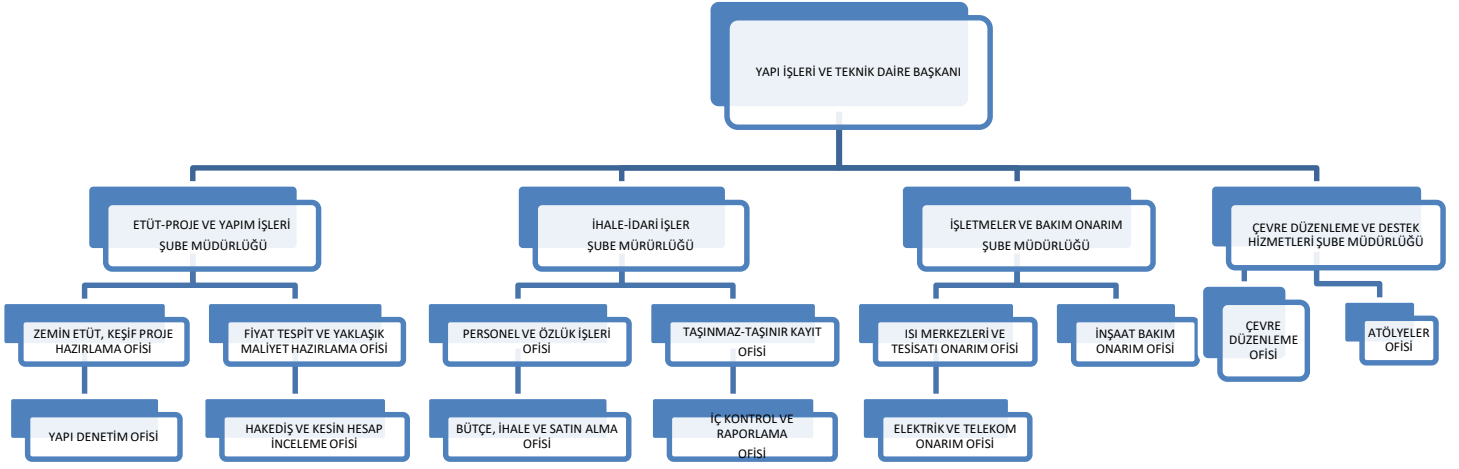 YAPI İŞLERİ VE TEKNİK DAİRE BAŞKANI
ETÜT-PROJE VE YAPIM İŞLERİ
ŞUBE MÜDÜRLÜĞÜ
İHALE-İDARİ İŞLER
ŞUBE MÜRÜRLÜĞÜ
İŞLETMELER VE BAKIM ONARIM
ŞUBE MÜDÜRLÜĞÜ
ÇEVRE DÜZENLEME VE DESTEK
HİZMETLERİ ŞUBE MÜDÜRLÜĞÜ
ZEMİN ETÜT, KEŞİF PROJE
HAZIRLAMA OFİSİ
FİYAT TESPİT VE YAKLAŞIK
MALİYET HAZIRLAMA OFİSİ
PERSONEL VE ÖZLÜK İŞLERİ
OFİSİ
TAŞINMAZ-TAŞINIR KAYIT
OFİSİ
ISI MERKEZLERİ VE
TESİSATI ONARIM OFİSİ
İNŞAAT BAKIM
ONARIM OFİSİ
ÇEVRE
DÜZENLEME
OFİSİ
ATÖLYELER
OFİSİ
YAPI DENETİM OFİSİ
HAKEDİŞ VE KESİN HESAP
İNCELEME OFİSİ
BÜTÇE, İHALE VE SATIN ALMA
OFİSİ
İÇ KONTROL VE
RAPORLAMA
OFİSİ
ELEKTRİK VE TELEKOM
ONARIM OFİSİ